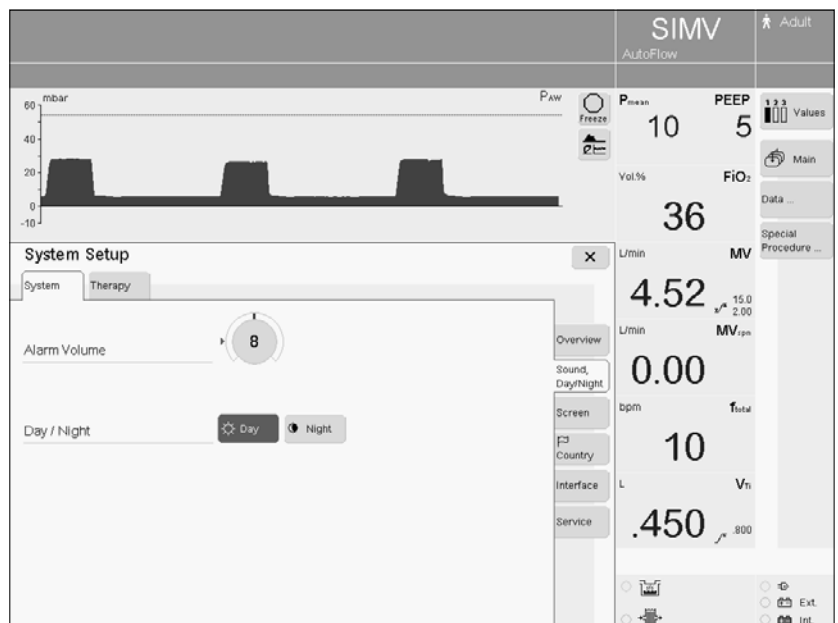 SIMV
AutoFlow
Adult
mbar
PAW
60
40
20
0
-10
Freeze
Pmean
PEEP
10
5
1 2 3
Values
Main
Vol.%
FiO2
36
Data ...
Special
Procedure ...
System Setup
System
Therapy
L/min
MV
4.52
15.0
2.00
Alarm Volume
8
Overview
Sound,
Day/Night
Screen
Country
Interface
Service
L/min
MVspn
0.00
Day / Night
Day
Night
bpm
ftotal
10
L
VTi
.450
.800
Ext.
Int.